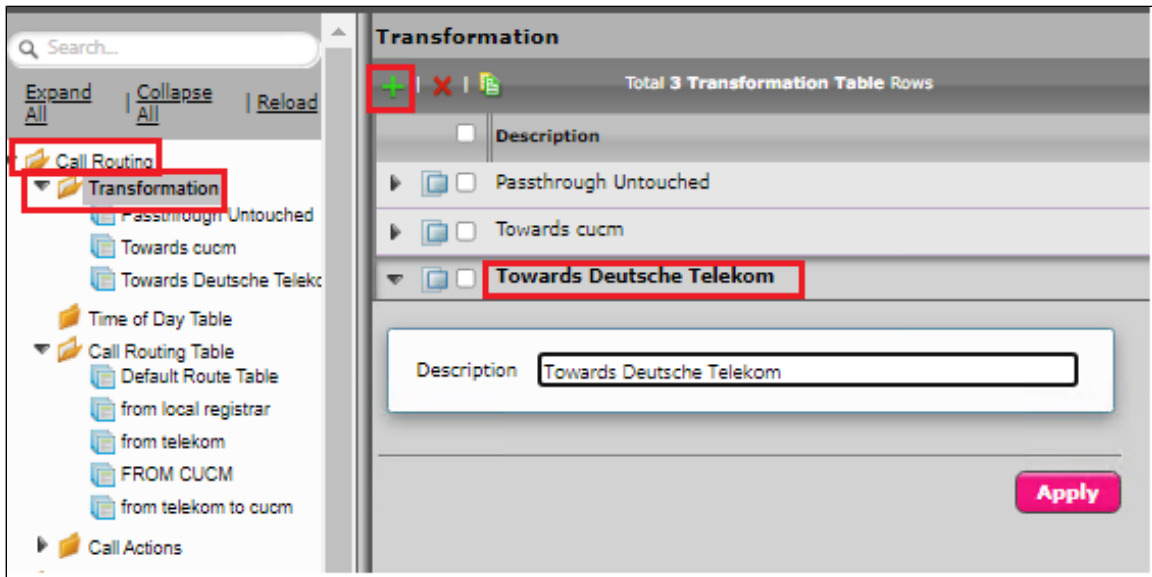 Search...
Expand All | Collapse All | Reload
Call Routing
Transformation
Passthrough Untouched
Towards cucm
Towards Deutsche Telekc
Time of Day Table
Call Routing Table
Default Route Table
from local registrar
from telekom
FROM CUCM
from telekom to cucm
Call Actions
Transformation
Total 3 Transformation Table Rows
Description
Passthrough Untouched
Towards cucm
Towards Deutsche Telekom
Description Towards Deutsche Telekom
Apply